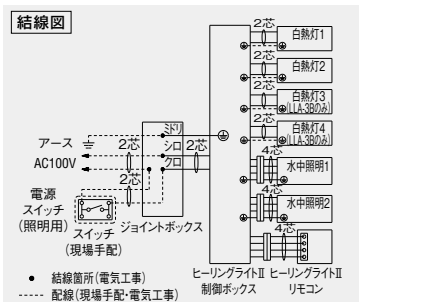 結線図
2芯
白熱灯1
2芯
白熱灯2
2芯
白熱灯3
(LLA-3Bのみ)
2芯
白熱灯4
(LLA-3Bのみ)
4芯
水中照明1
4芯
水中照明2
4芯
ミドリ
シロ
クロ
アース
AC100V
2芯
2芯
2芯
電源
スイッチ
(照明用)
スイッチ
(現場手配)
ジョイントボックス
ヒーリングライトⅡ
制御ボックス
ヒーリングライトⅡ
リモコン
● 結線箇所(電気工事)
----- 配線(現場手配・電気工事)